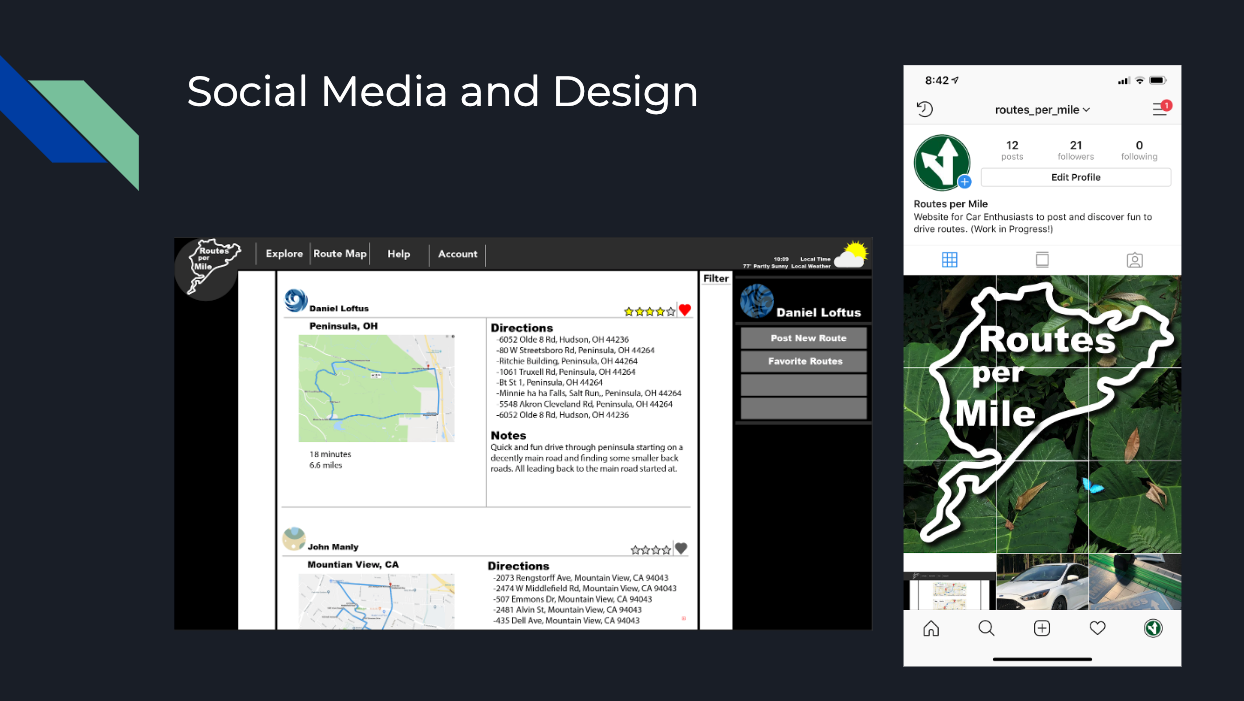 Social Media and Design
Routes
per
Mile
Explore
Route Map
Help
Account
10:09 Local Time
77° Partly Sunny Local Weather
Filter
Daniel Loftus
Peninsula, OH
18 minutes
6.6 miles
Directions
-6052 Olde 8 Rd, Hudson, OH 44236
-80 W Streetsboro Rd, Peninsula, OH 44264
-Ritchie Building, Peninsula, OH 44264
-1061 Truxell Rd, Peninsula, OH 44264
-Bt St 1, Peninsula, OH 44264
-Minnie ha ha Falls, Salt Run,, Peninsula, OH 44264
-5548 Akron Cleveland Rd, Peninsula, OH 44264
-6052 Olde 8 Rd, Hudson, OH 44236
Notes
Quick and fun drive through peninsula starting on a
decently main road and finding some smaller back
roads. All leading back to the main road started at.
John Manly
Mountian View, CA
Directions
-2073 Rengstorff Ave, Mountain View, CA 94043
-2474 W Middlefield Rd, Mountain View, CA 94043
-507 Emmons Dr, Mountain View, CA 94043
-2481 Alvin St, Mountain View, CA 94043
-435 Dell Ave, Mountain View, CA 94043
Daniel Loftus
Post New Route
Favorite Routes
8:42
routes_per_mile
1
12
posts
21
followers
0
following
Edit Profile
Routes per Mile
Website for Car Enthusiasts to post and discover fun to
drive routes. (Work in Progress!)
Routes
per
Mile